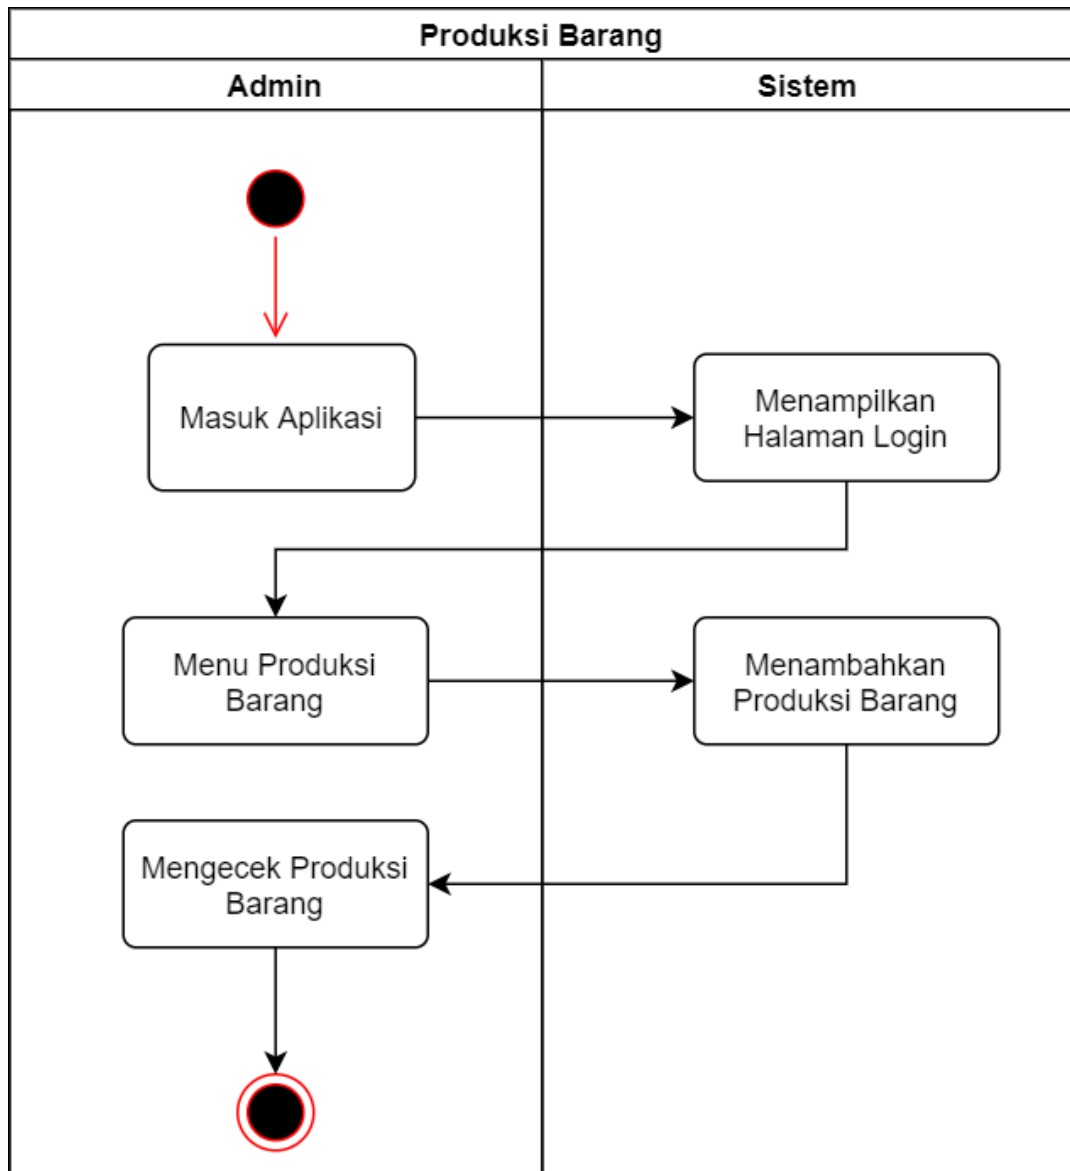 Produksi Barang
Admin
Sistem
Masuk Aplikasi
Menampilkan
Halaman Login
Menu Produksi
Barang
Menambahkan
Produksi Barang
Mengecek Produksi
Barang